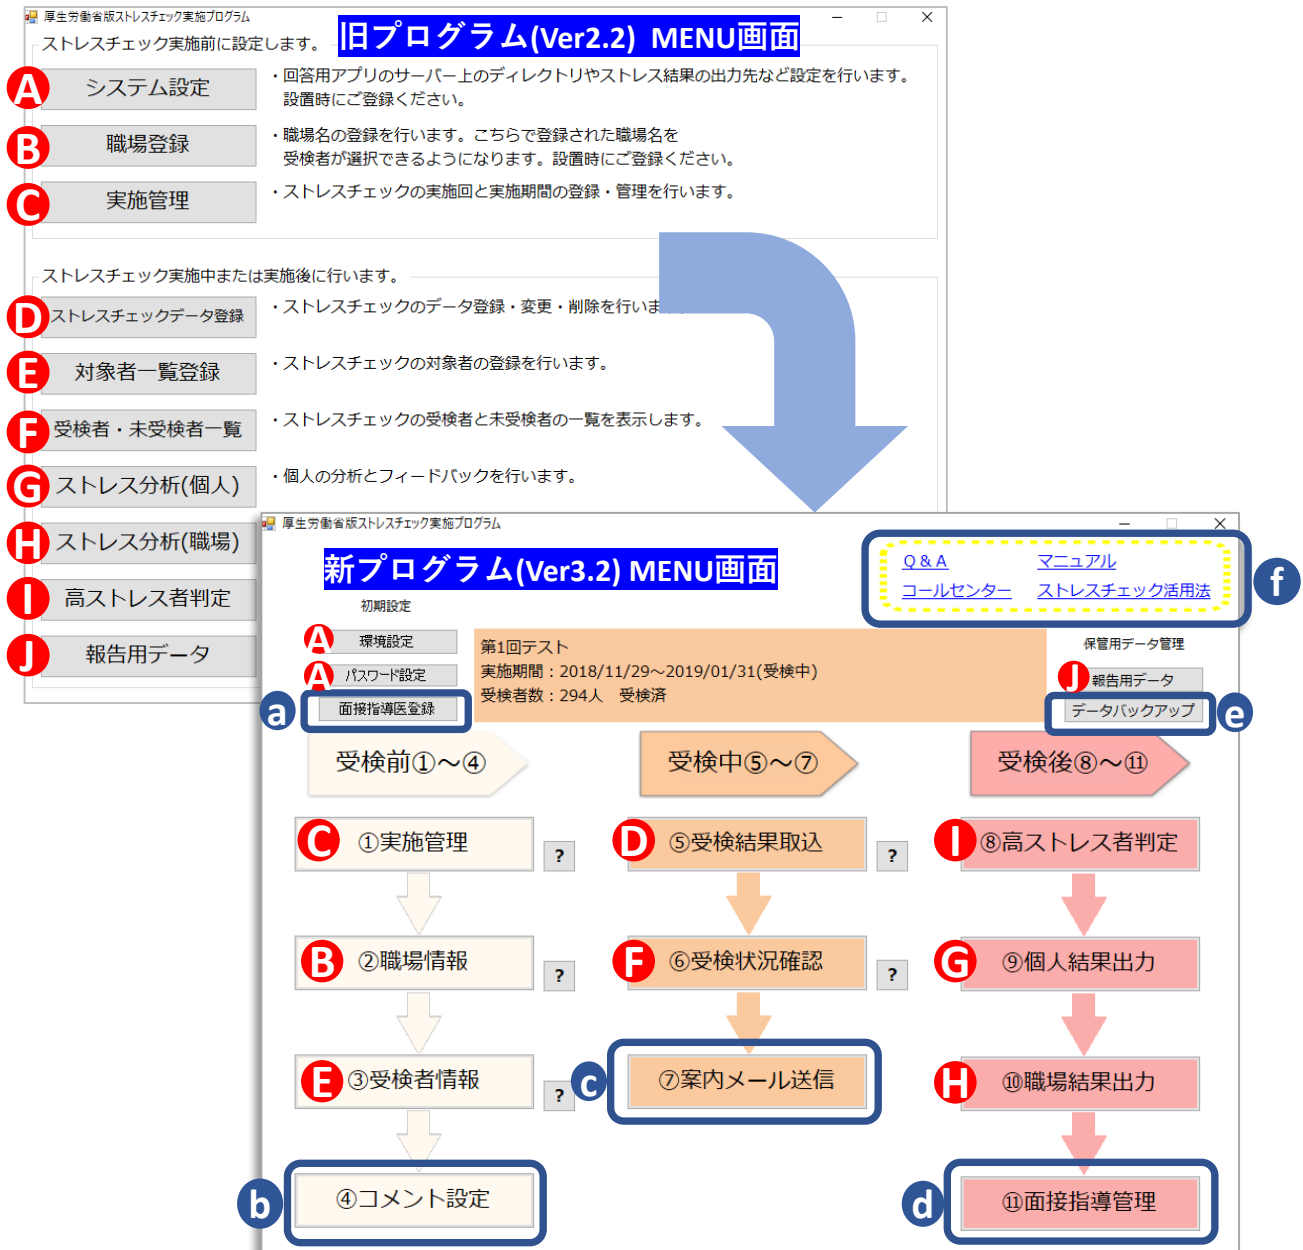 厚生労働省版ストレスチェック実施プログラム
旧プログラム(Ver2.2) MENU画面
ストレスチェック実施前に設定します。
A システム設定
・回答用アプリのサーバー上のディレクトリやストレス結果の出力先など設定を行います。
設置時にご登録ください。
B 職場登録
・職場名の登録を行います。こちらで登録された職場名を
受検者が選択できるようになります。設置時にご登録ください。
C 実施管理
・ストレスチェックの実施回と実施期間の登録・管理を行います。
ストレスチェック実施中または実施後に行います。
D ストレスチェックデータ登録
・ストレスチェックのデータ登録・変更・削除を行いま
E 対象者一覧登録
・ストレスチェックの対象者の登録を行います。
F 受検者・未受検者一覧
・ストレスチェックの受検者と未受検者の一覧を表示します。
G ストレス分析(個人)
・個人の分析とフィードバックを行います。
H ストレス分析(職場)
I 高ストレス者判定
J 報告用データ
厚生労働省版ストレスチェック実施プログラム
新プログラム(Ver3.2) MENU画面
Q & A マニュアル
コールセンター ストレスチェック活用法
f
初期設定
A 環境設定
A パスワード設定
a 面接指導医登録
第1回テスト
実施期間：2018/11/29～2019/01/31(受検中)
受検者数：294人 受検済
保管用データ管理
J 報告用データ
データバックアップ e
受検前①～④
受検中⑤～⑦
受検後⑧～⑪
C ①実施管理 ?
D ⑤受検結果取込 ?
I ⑧高ストレス者判定
B ②職場情報 ?
F ⑥受検状況確認 ?
G ⑨個人結果出力
E ③受検者情報 ?
c ⑦案内メール送信
H ⑩職場結果出力
b ④コメント設定
d ⑪面接指導管理